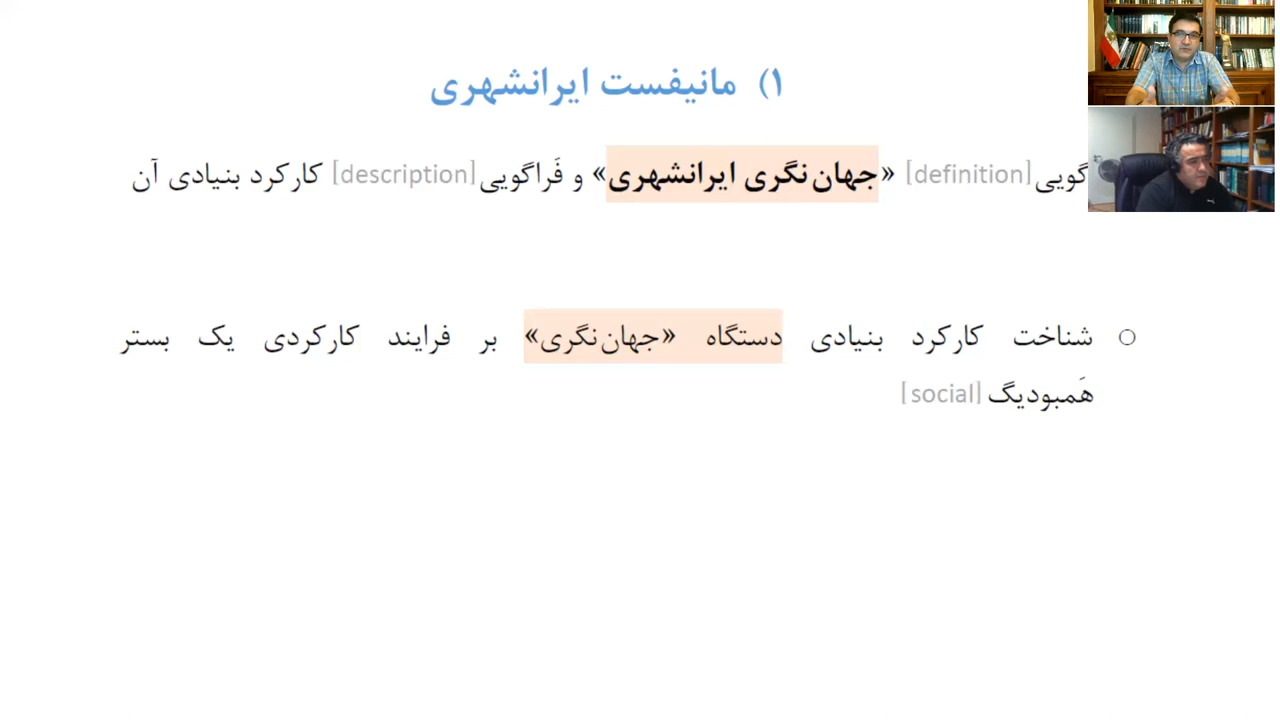 ۱) مانیفست ایرانشهری
گویی [definition] «جهان‌نگری ایرانشهری» و فَراگویی [description] کارکرد بنیادی آن
○ شناخت کارکرد بنیادی دستگاه «جهان‌نگری» بر فرایند کارکردی یک بستر
هَمبودیگ [social]